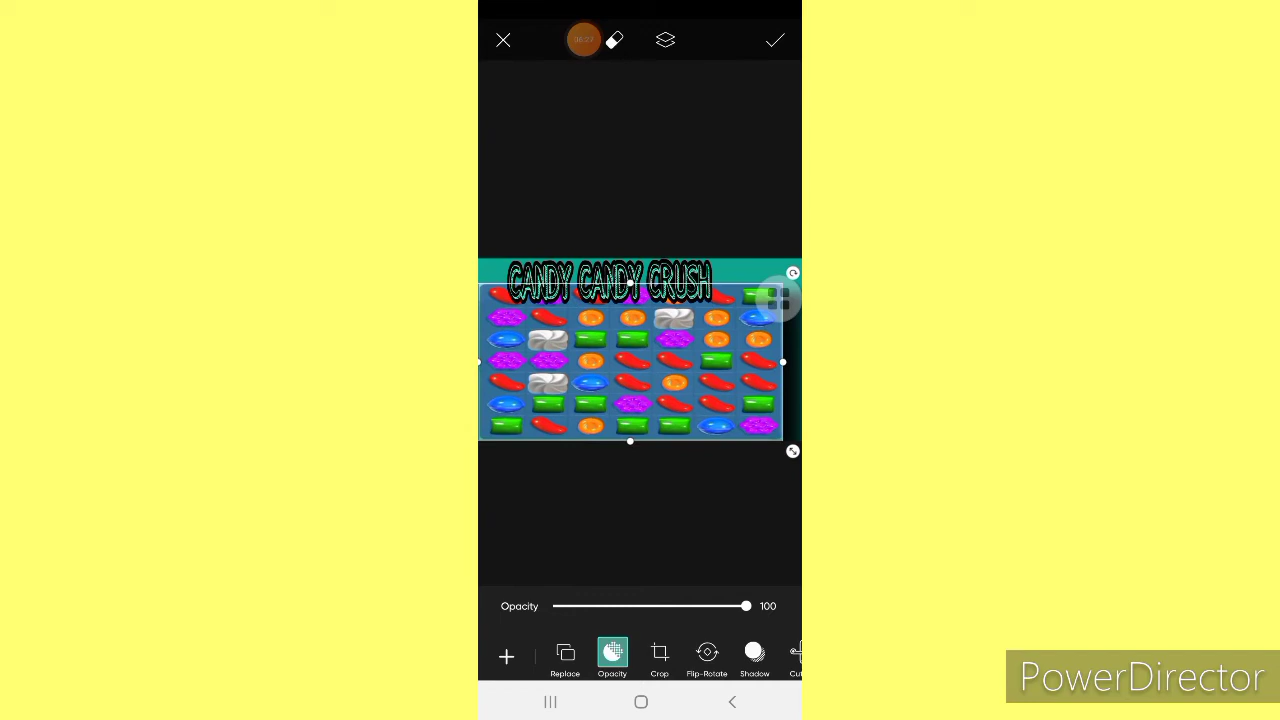 CANDY CANDY CRUSH
Opacity 100
Replace Opacity Crop Flip-Rotate Shadow
PowerDirector